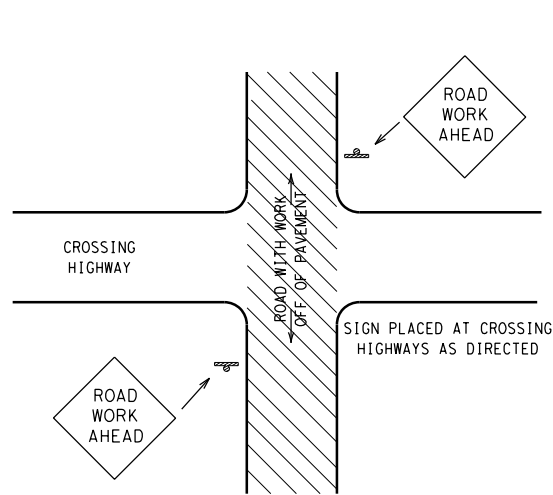 ROAD
WORK
AHEAD
CROSSING
HIGHWAY
ROAD WITH WORK
OFF OF PAVEMENT
SIGN PLACED AT CROSSING
HIGHWAYS AS DIRECTED
ROAD
WORK
AHEAD